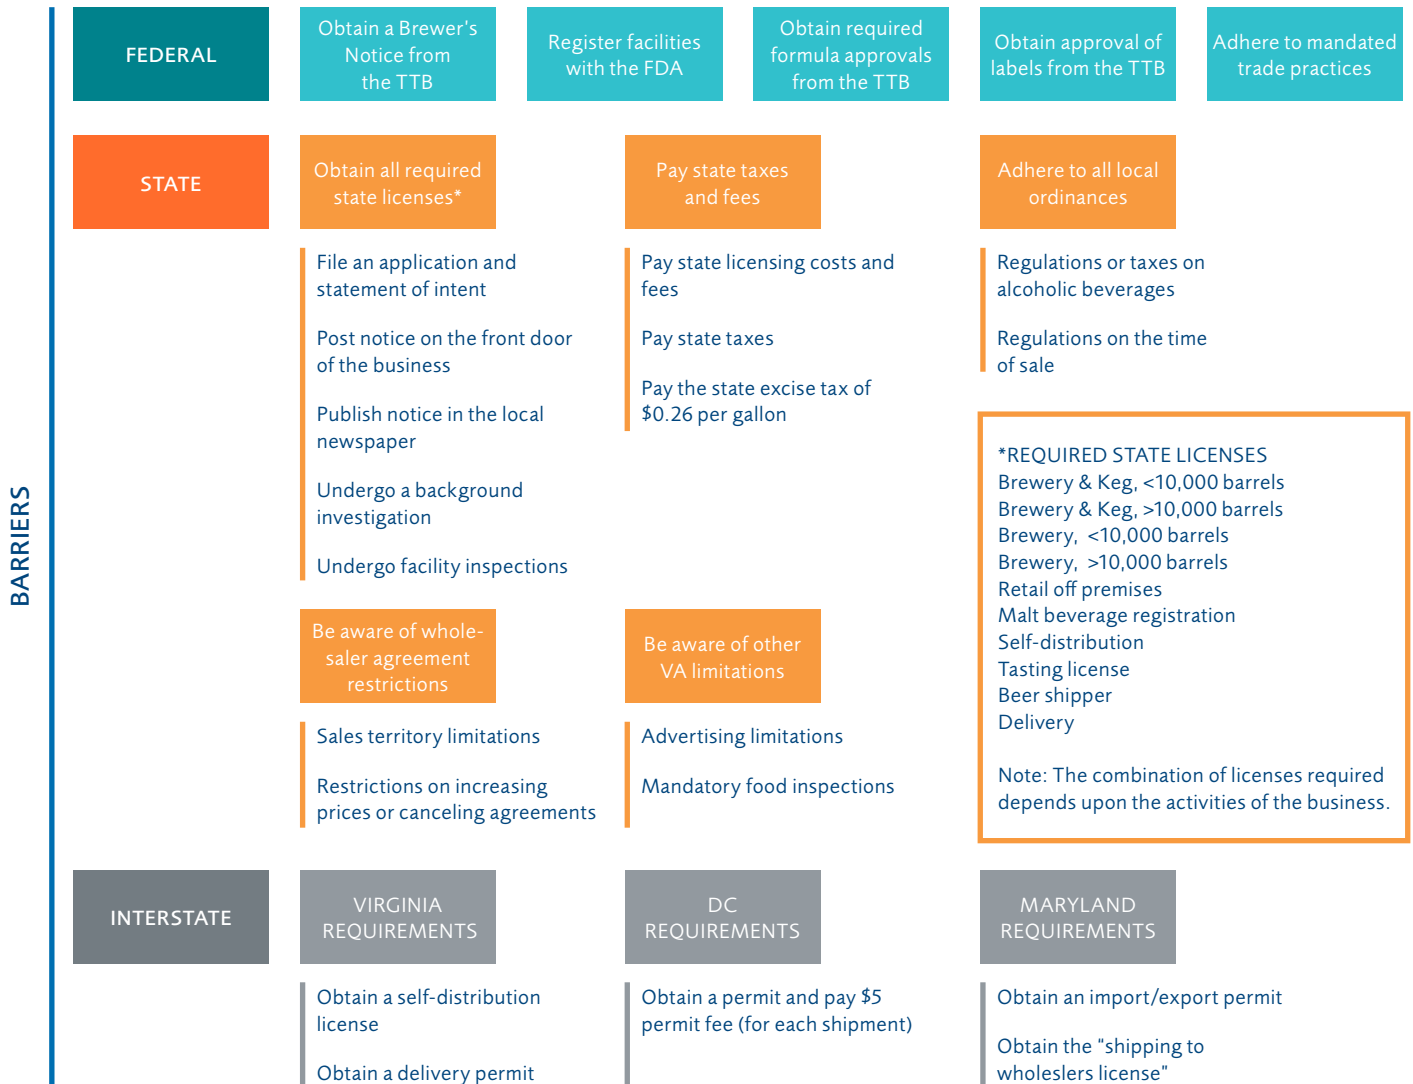 BARRIERS
FEDERAL
Obtain a Brewer's
Notice from
the TTB
Register facilities
with the FDA
Obtain required
formula approvals
from the TTB
Obtain approval of
labels from the TTB
Adhere to mandated
trade practices
STATE
Obtain all required
state licenses*
File an application and
statement of intent
Post notice on the front door
of the business
Publish notice in the local
newspaper
Undergo a background
investigation
Undergo facility inspections
Pay state taxes
and fees
Pay state licensing costs and
fees
Pay state taxes
Pay the state excise tax of
$0.26 per gallon
Adhere to all local
ordinances
Regulations or taxes on
alcoholic beverages
Regulations on the time
of sale
*REQUIRED STATE LICENSES
Brewery & Keg, <10,000 barrels
Brewery & Keg, >10,000 barrels
Brewery, <10,000 barrels
Brewery, >10,000 barrels
Retail off premises
Malt beverage registration
Self-distribution
Tasting license
Beer shipper
Delivery
Note: The combination of licenses required
depends upon the activities of the business.
Be aware of whole-
saler agreement
restrictions
Sales territory limitations
Restrictions on increasing
prices or canceling agreements
Be aware of other
VA limitations
Advertising limitations
Mandatory food inspections
INTERSTATE
VIRGINIA
REQUIREMENTS
Obtain a self-distribution
license
Obtain a delivery permit
DC
REQUIREMENTS
Obtain a permit and pay $5
permit fee (for each shipment)
MARYLAND
REQUIREMENTS
Obtain an import/export permit
Obtain the "shipping to
wholeslers license"